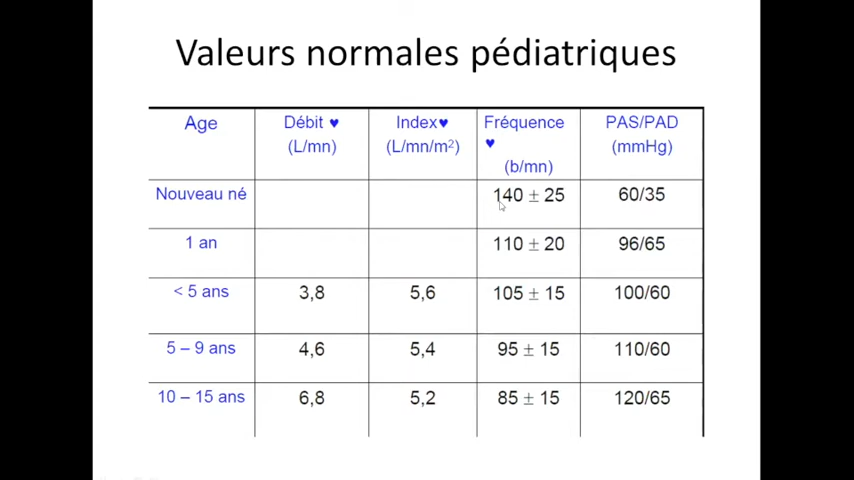 Valeurs normales pédiatriques
Age Débit ♥ (L/mn) Index♥ (L/mn/m²) Fréquence ♥ (b/mn) PAS/PAD (mmHg)
Nouveau né 140 ± 25 60/35
1 an 110 ± 20 96/65
< 5 ans 3,8 5,6 105 ± 15 100/60
5 – 9 ans 4,6 5,4 95 ± 15 110/60
10 – 15 ans 6,8 5,2 85 ± 15 120/65